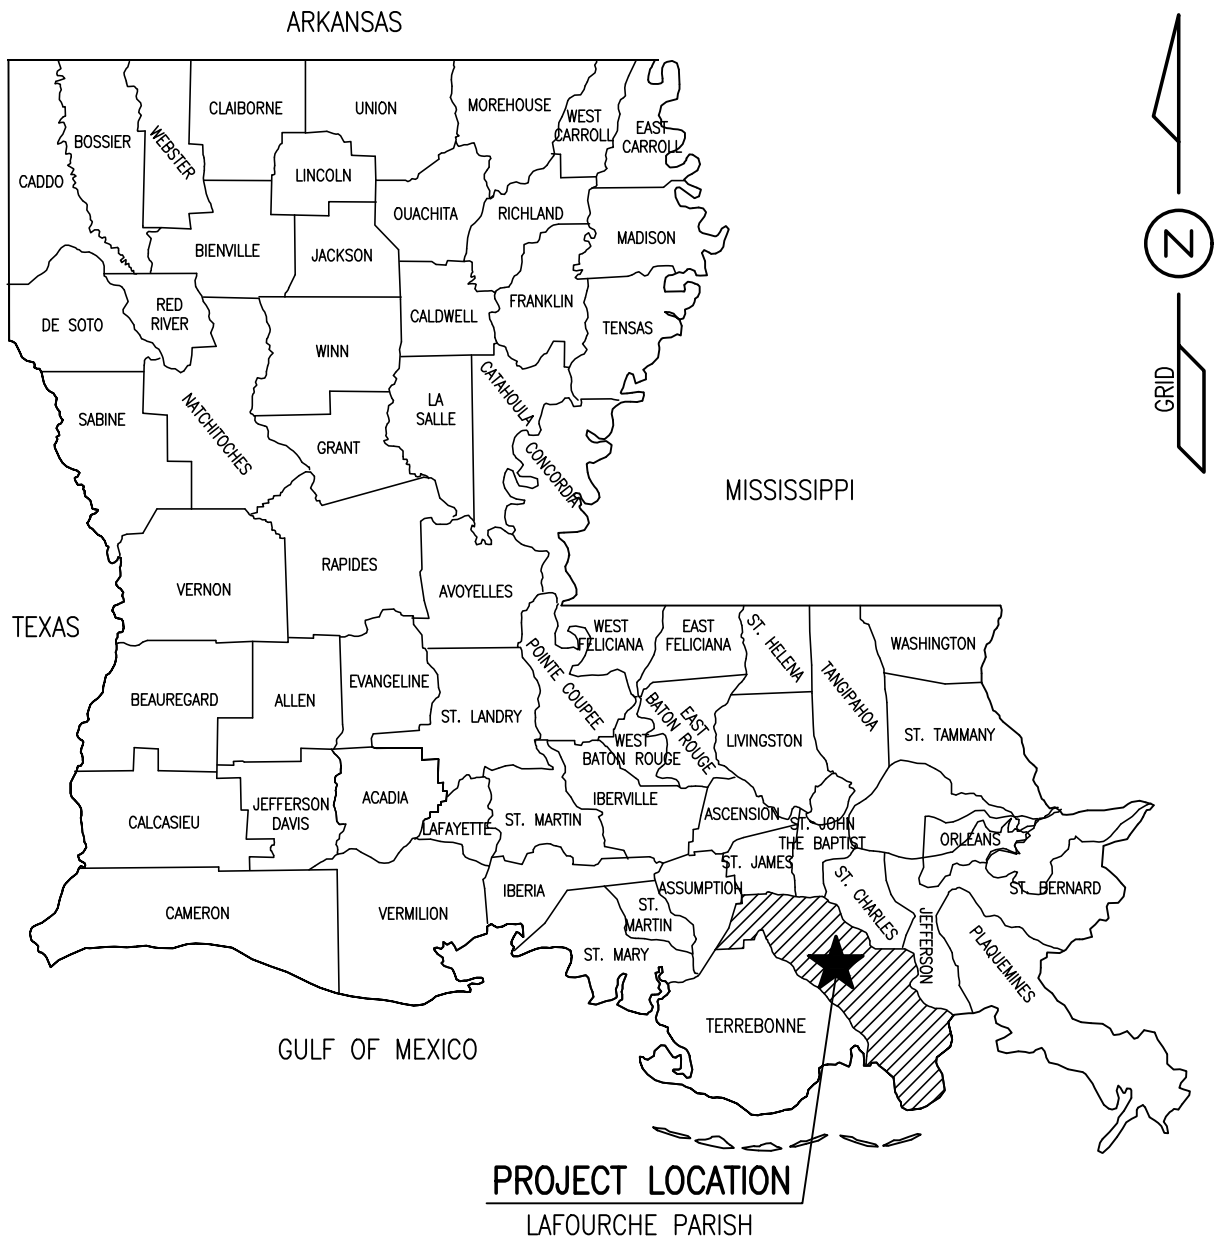 ARKANSAS
CLAIBORNE
UNION
MOREHOUSE
WEST
CARROLL
EAST
CARROLL
BOSSIER
WEBSTER
CADDO
LINCOLN
OUACHITA
RICHLAND
MADISON
BIENVILLE
JACKSON
N
RED
RIVER
DE SOTO
CALDWELL
FRANKLIN
TENSAS
WINN
GRID
SABINE
NATCHITOCHES
LA
SALLE
CATAHOULA
GRANT
CONCORDIA
MISSISSIPPI
VERNON
RAPIDES
AVOYELLES
TEXAS
WEST
FELICIANA
EAST
FELICIANA
ST. HELENA
WASHINGTON
POINTE COUPEE
TANGIPAHOA
BEAUREGARD
ALLEN
EVANGELINE
ST. LANDRY
EAST
BATON ROUGE
WEST
BATON ROUGE
LIVINGSTON
ST. TAMMANY
CALCASIEU
JEFFERSON
DAVIS
ACADIA
LAFAYETTE
ST. MARTIN
IBERVILLE
ASCENSION
ST. JOHN
THE BAPTIST
ORLEANS
ST. JAMES
ST. BERNARD
CAMERON
VERMILION
IBERIA
ASSUMPTION
ST.
MARTIN
ST. CHARLES
JEFFERSON
PLAQUEMINES
ST. MARY
TERREBONNE
GULF OF MEXICO
PROJECT LOCATION
LAFOURCHE PARISH